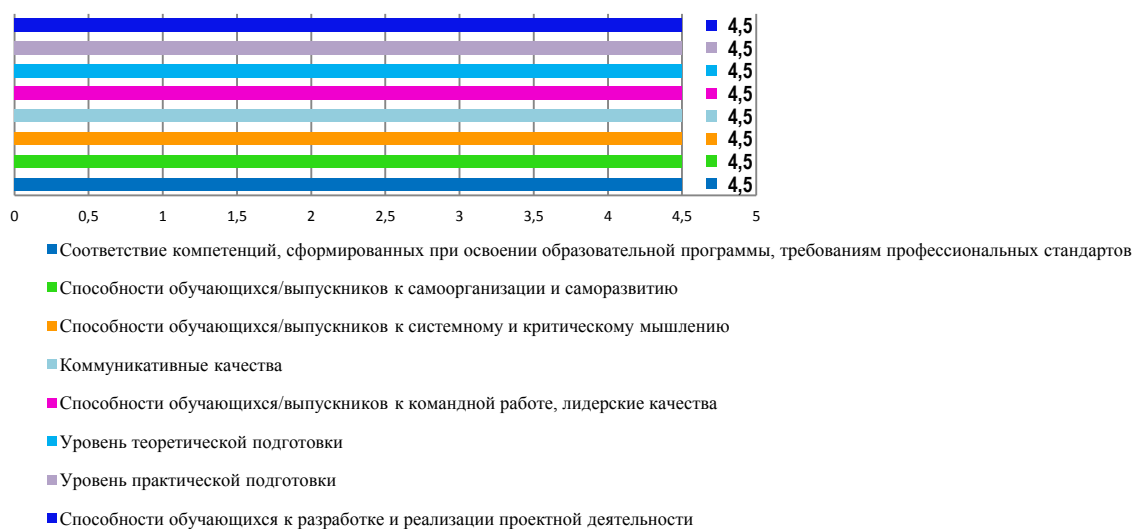 4,5
4,5
4,5
4,5
4,5
4,5
4,5
4,5
0 0,5 1 1,5 2 2,5 3 3,5 4 4,5 5
Соответствие компетенций, сформированных при освоении образовательной программы, требованиям профессиональных стандартов
Способности обучающихся/выпускников к самоорганизации и саморазвитию
Способности обучающихся/выпускников к системному и критическому мышлению
Коммуникативные качества
Способности обучающихся/выпускников к командной работе, лидерские качества
Уровень теоретической подготовки
Уровень практической подготовки
Способности обучающихся к разработке и реализации проектной деятельности